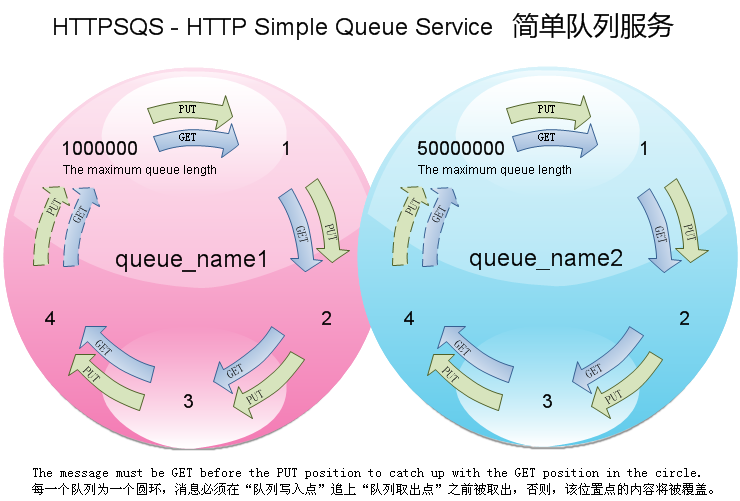 HTTPSQS - HTTP Simple Queue Service 简单队列服务
PUT
GET
1000000
1
The maximum queue length
PUT
GET
GET
PUT
queue_name1
4
2
GET
PUT
GET
PUT
3
PUT
GET
50000000
1
The maximum queue length
PUT
GET
GET
PUT
queue_name2
4
2
GET
PUT
GET
PUT
3
The message must be GET before the PUT position to catch up with the GET position in the circle.
每一个队列为一个圆环，消息必须在“队列写入点”追上“队列取出点”之前被取出，否则，该位置点的内容将被覆盖。